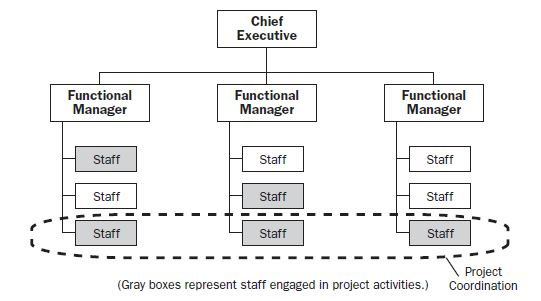 Chief
Executive
Functional
Manager
Functional
Manager
Functional
Manager
Staff
Staff
Staff
Staff
Staff
Staff
Staff
Staff
Staff
(Gray boxes represent staff engaged in project activities.)
Project
Coordination